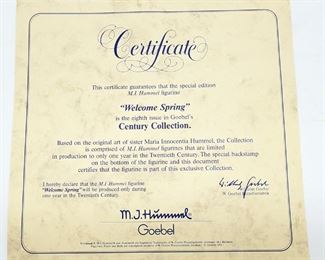 Certificate
This certificate guarantees that the special edition
M.I. Hummel figurine
"Welcome Spring"
is the eighth issue in Goebel's
Century Collection.
Based on the original art of sister Maria Innocentia Hummel, the Collection
is comprised of M.I. Hummel figurines that are limited
in production to only one year in the Twentieth Century. The special backstamp
on the bottom of the figurine and this document
certifies that the figurine is part of this exclusive Collection.
I hereby declare that the M.I. Hummel figurine
"Welcome Spring" will be produced only during
one year in the Twentieth Century.
M.J. Hummel
Goebel